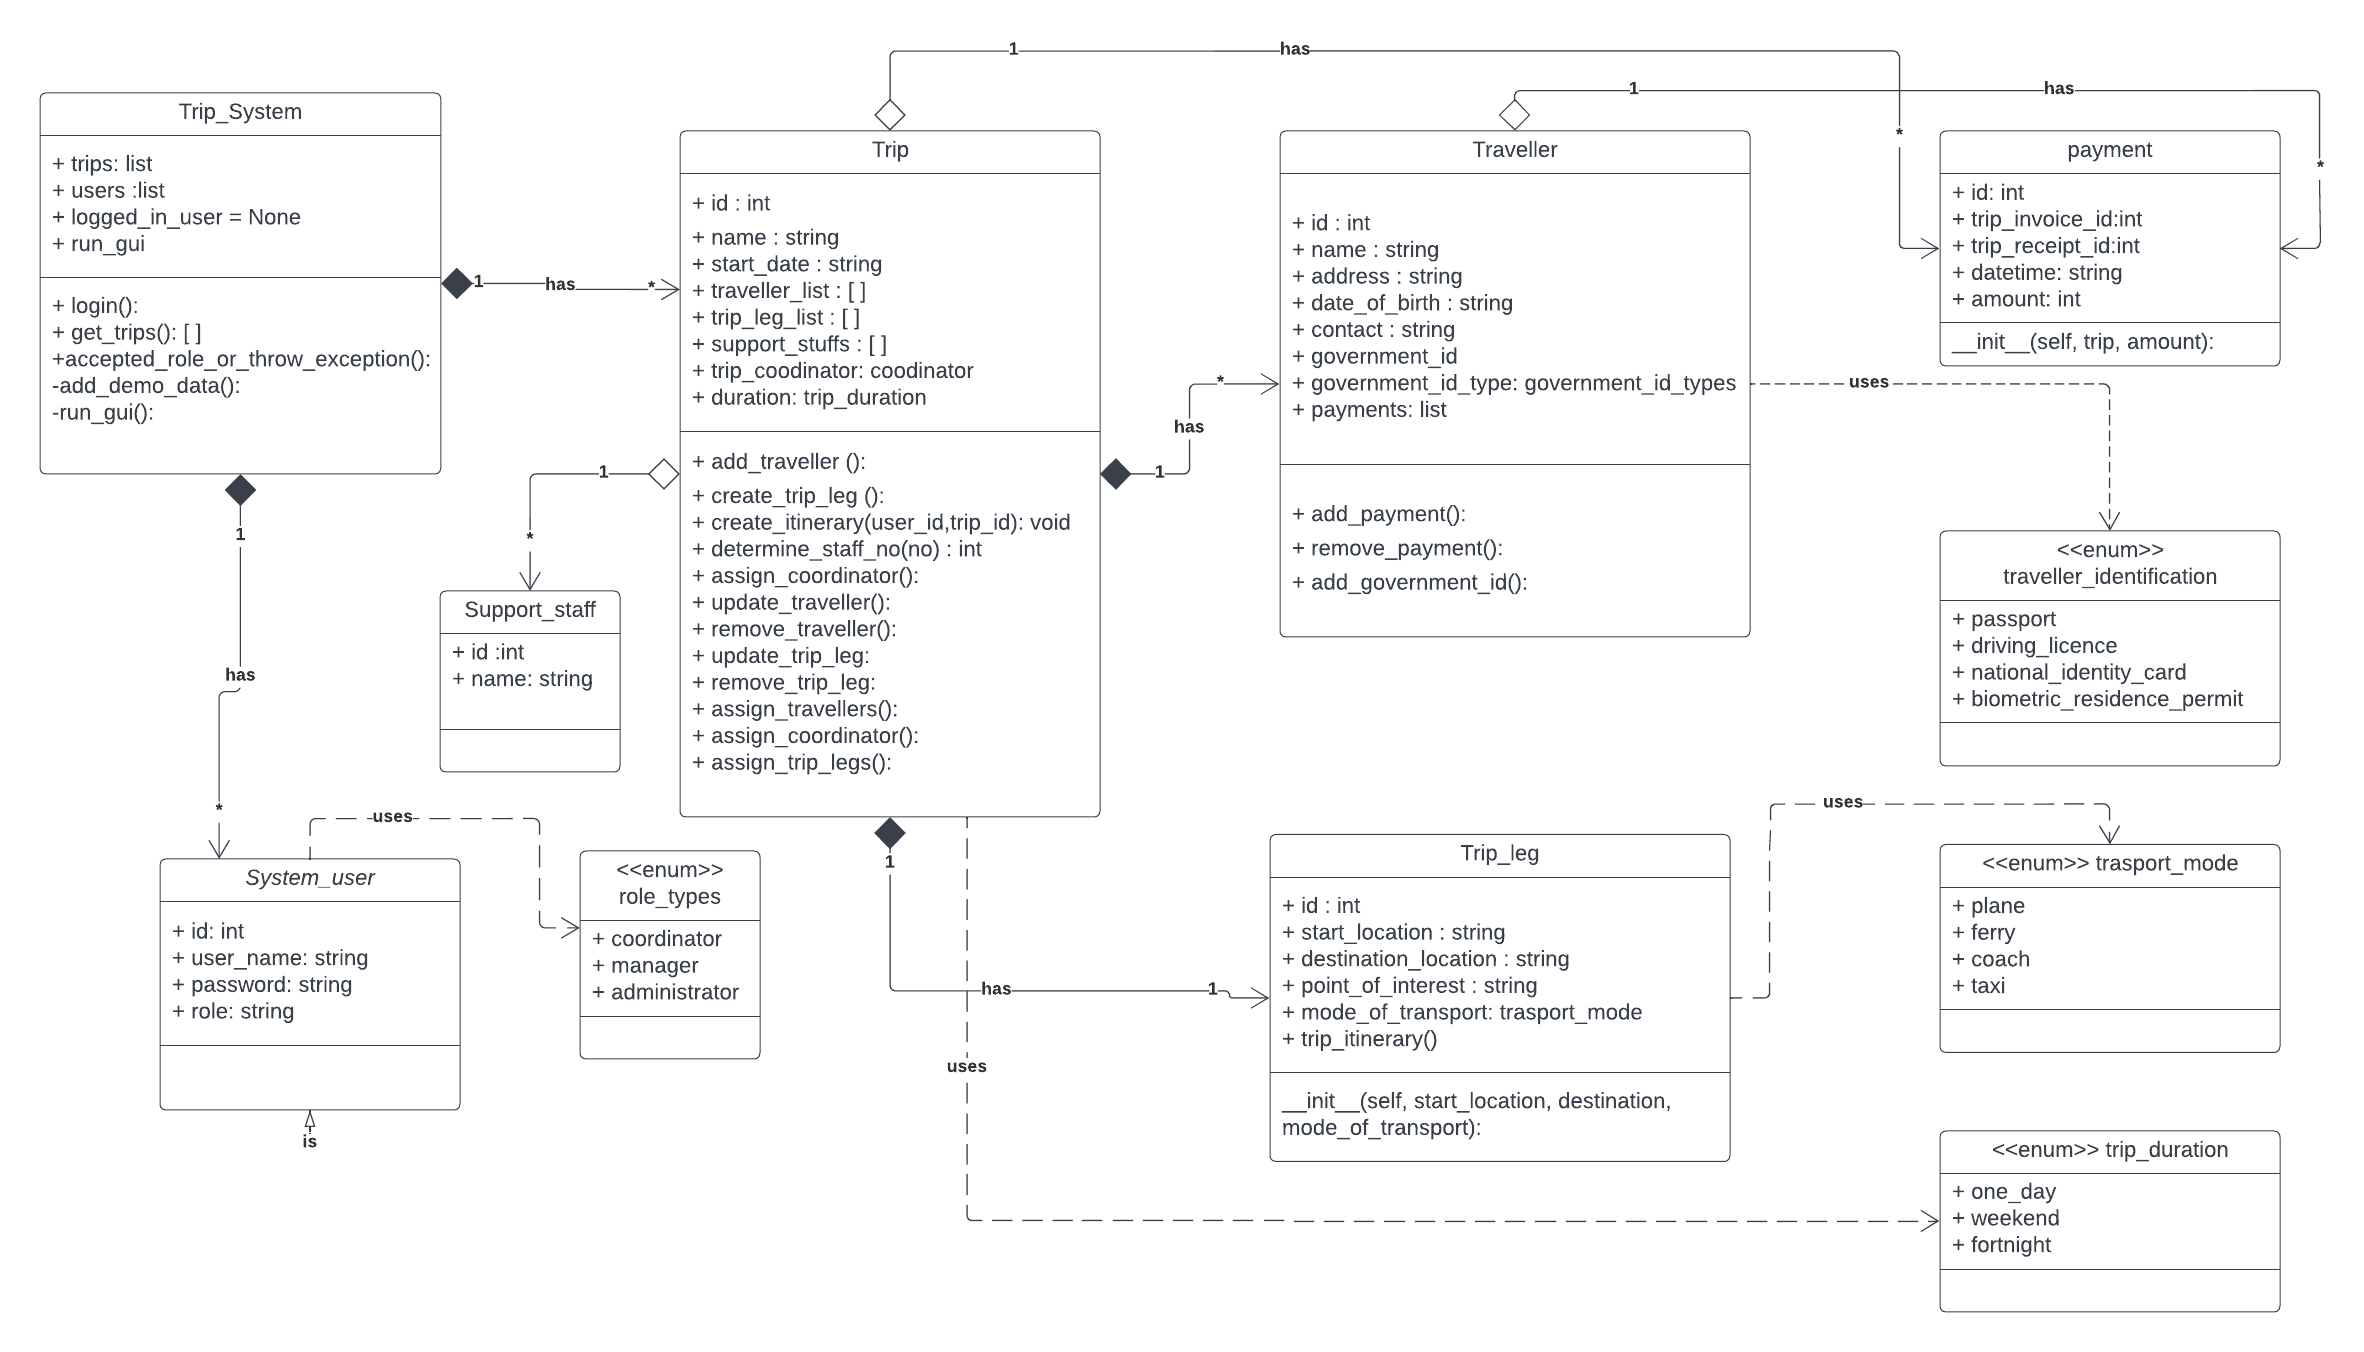 Trip_System
+ trips: list
+ users :list
+ logged_in_user = None
+ run_gui
+ login():
+ get_trips(): [ ]
+accepted_role_or_throw_exception():
-add_demo_data():
-run_gui():
1
has
*
1
has
*
1
has
*
Trip
+ id : int
+ name : string
+ start_date : string
+ traveller_list : [ ]
+ trip_leg_list : [ ]
+ support_stuffs : [ ]
+ trip_coodinator: coodinator
+ duration: trip_duration
+ add_traveller ():
+ create_trip_leg ():
+ create_itinerary(user_id,trip_id): void
+ determine_staff_no(no) : int
+ assign_coordinator():
+ update_traveller():
+ remove_traveller():
+ update_trip_leg:
+ remove_trip_leg:
+ assign_travellers():
+ assign_coordinator():
+ assign_trip_legs():
1
has
*
Traveller
+ id : int
+ name : string
+ address : string
+ date_of_birth : string
+ contact : string
+ government_id
+ government_id_type: government_id_types
+ payments: list
+ add_payment():
+ remove_payment():
+ add_government_id():
1
has
*
payment
+ id: int
+ trip_invoice_id:int
+ trip_receipt_id:int
+ datetime: string
+ amount: int
__init__(self, trip, amount):
uses
<<enum>>
traveller_identification
+ passport
+ driving_licence
+ national_identity_card
+ biometric_residence_permit
1
*
Support_staff
+ id :int
+ name: string
System_user
+ id: int
+ user_name: string
+ password: string
+ role: string
is
uses
<<enum>>
role_types
+ coordinator
+ manager
+ administrator
1
has
1
uses
Trip_leg
+ id : int
+ start_location : string
+ destination_location : string
+ point_of_interest : string
+ mode_of_transport: trasport_mode
+ trip_itinerary()
__init__(self, start_location, destination,
mode_of_transport):
uses
<<enum>> trasport_mode
+ plane
+ ferry
+ coach
+ taxi
<<enum>> trip_duration
+ one_day
+ weekend
+ fortnight